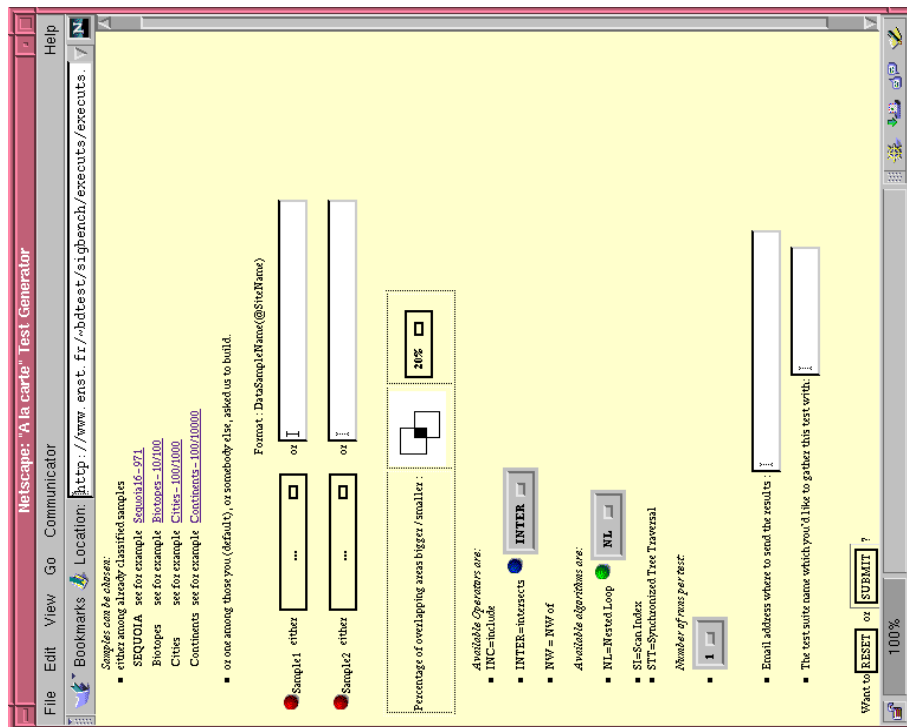 Netscape: "A la carte" Test Generator
File Edit View Go Communicator Help
Bookmarks Location: http://www.enst.fr/~bdtest/sigbench/executs/executs. N
Samples can be chosen:
either among already classified samples
SEQUOIA see for example Sequoia16-971
Biotopes see for example Biotopes-10/100
Cities see for example Cities-100/1000
Continents see for example Continents-100/10000
or one among those you (default), or somebody else, asked us to build.
Format : DataSampleName(@SiteName)
Sample1 either ... or
Sample2 either ... or
Percentage of overlapping areas bigger / smaller : 20%
Available Operators are:
INC=include
INTER=intersects INTER
NW = NW of
Available algorithms are:
NL=Nested Loop NL
SI=Scan Index
STT=Synchronized Tree Traversal
Number of runs per test:
1
Email address where to send the results :
The test suite name which you'd like to gather this test with:
Want to RESET or SUBMIT ?
100%